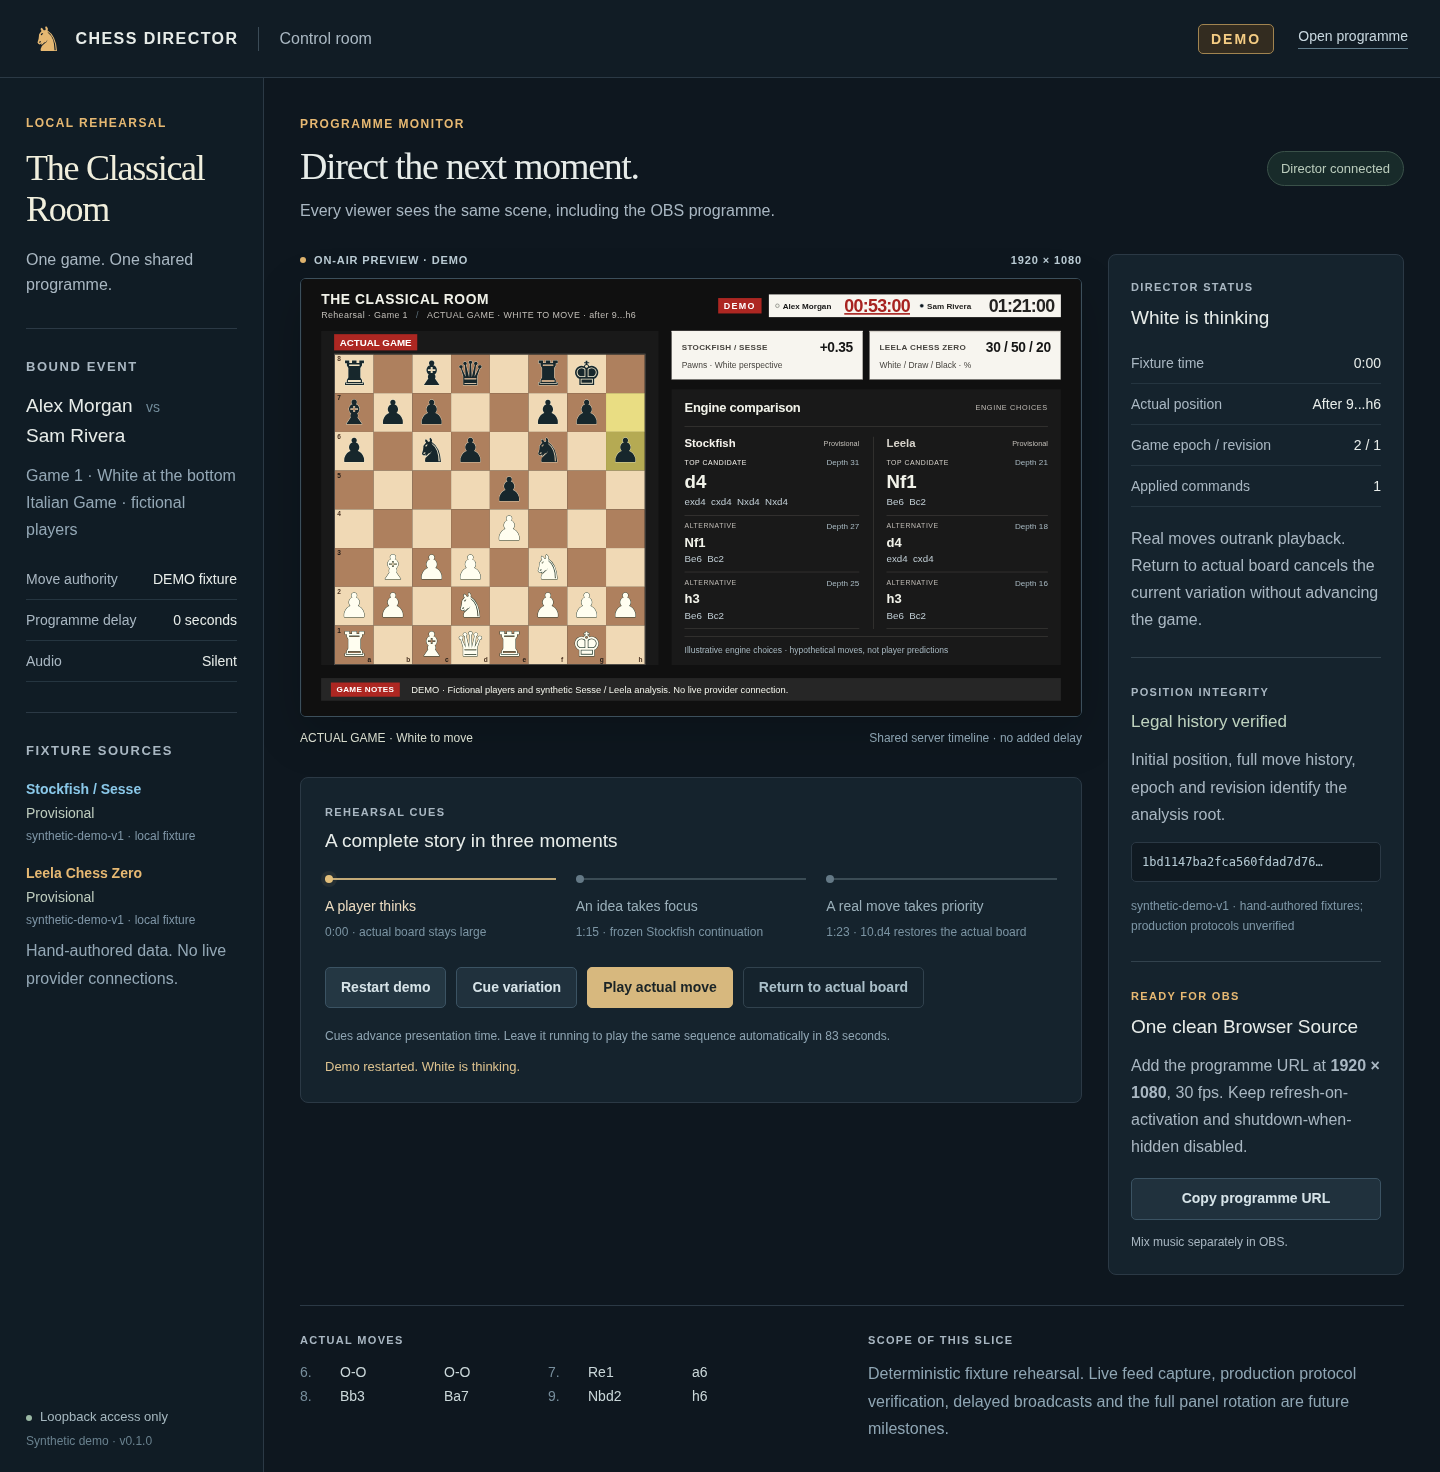 CHESS DIRECTOR
Control room
DEMO
Open programme
LOCAL REHEARSAL
The Classical
Room
One game. One shared
programme.
BOUND EVENT
Alex Morgan vs
Sam Rivera
Game 1 · White at the bottom
Italian Game · fictional
players
Move authority DEMO fixture
Programme delay 0 seconds
Audio Silent
FIXTURE SOURCES
Stockfish / Sesse
Provisional
synthetic-demo-v1 · local fixture
Leela Chess Zero
Provisional
synthetic-demo-v1 · local fixture
Hand-authored data. No live
provider connections.
Loopback access only
Synthetic demo · v0.1.0
PROGRAMME MONITOR
Direct the next moment.
Every viewer sees the same scene, including the OBS programme.
Director connected
ON-AIR PREVIEW · DEMO 1920 × 1080
THE CLASSICAL ROOM
Rehearsal · Game 1 / ACTUAL GAME · WHITE TO MOVE · after 9...h6
DEMO
Alex Morgan 00:53:00 Sam Rivera 01:21:00
ACTUAL GAME
8
7
6
5
4
3
2
1
a b c d e f g h
STOCKFISH / SESSE +0.35
Pawns · White perspective
LEELA CHESS ZERO 30 / 50 / 20
White / Draw / Black · %
Engine comparison ENGINE CHOICES
Stockfish Provisional
TOP CANDIDATE Depth 31
d4
exd4 cxd4 Nxd4 Nxd4
ALTERNATIVE Depth 27
Nf1
Be6 Bc2
ALTERNATIVE Depth 25
h3
Be6 Bc2
Leela Provisional
TOP CANDIDATE Depth 21
Nf1
Be6 Bc2
ALTERNATIVE Depth 18
d4
exd4 cxd4
ALTERNATIVE Depth 16
h3
Be6 Bc2
Illustrative engine choices · hypothetical moves, not player predictions
GAME NOTES DEMO · Fictional players and synthetic Sesse / Leela analysis. No live provider connection.
ACTUAL GAME · White to move Shared server timeline · no added delay
REHEARSAL CUES
A complete story in three moments
A player thinks
0:00 · actual board stays large
An idea takes focus
1:15 · frozen Stockfish continuation
A real move takes priority
1:23 · 10.d4 restores the actual board
Restart demo
Cue variation
Play actual move
Return to actual board
Cues advance presentation time. Leave it running to play the same sequence automatically in 83 seconds.
Demo restarted. White is thinking.
DIRECTOR STATUS
White is thinking
Fixture time 0:00
Actual position After 9...h6
Game epoch / revision 2 / 1
Applied commands 1
Real moves outrank playback.
Return to actual board cancels the
current variation without advancing
the game.
POSITION INTEGRITY
Legal history verified
Initial position, full move history,
epoch and revision identify the
analysis root.
1bd1147ba2fca560fdad7d76…
synthetic-demo-v1 · hand-authored fixtures;
production protocols unverified
READY FOR OBS
One clean Browser Source
Add the programme URL at 1920 ×
1080, 30 fps. Keep refresh-on-
activation and shutdown-when-
hidden disabled.
Copy programme URL
Mix music separately in OBS.
ACTUAL MOVES
6. O-O O-O 7. Re1 a6
8. Bb3 Ba7 9. Nbd2 h6
SCOPE OF THIS SLICE
Deterministic fixture rehearsal. Live feed capture, production protocol
verification, delayed broadcasts and the full panel rotation are future
milestones.